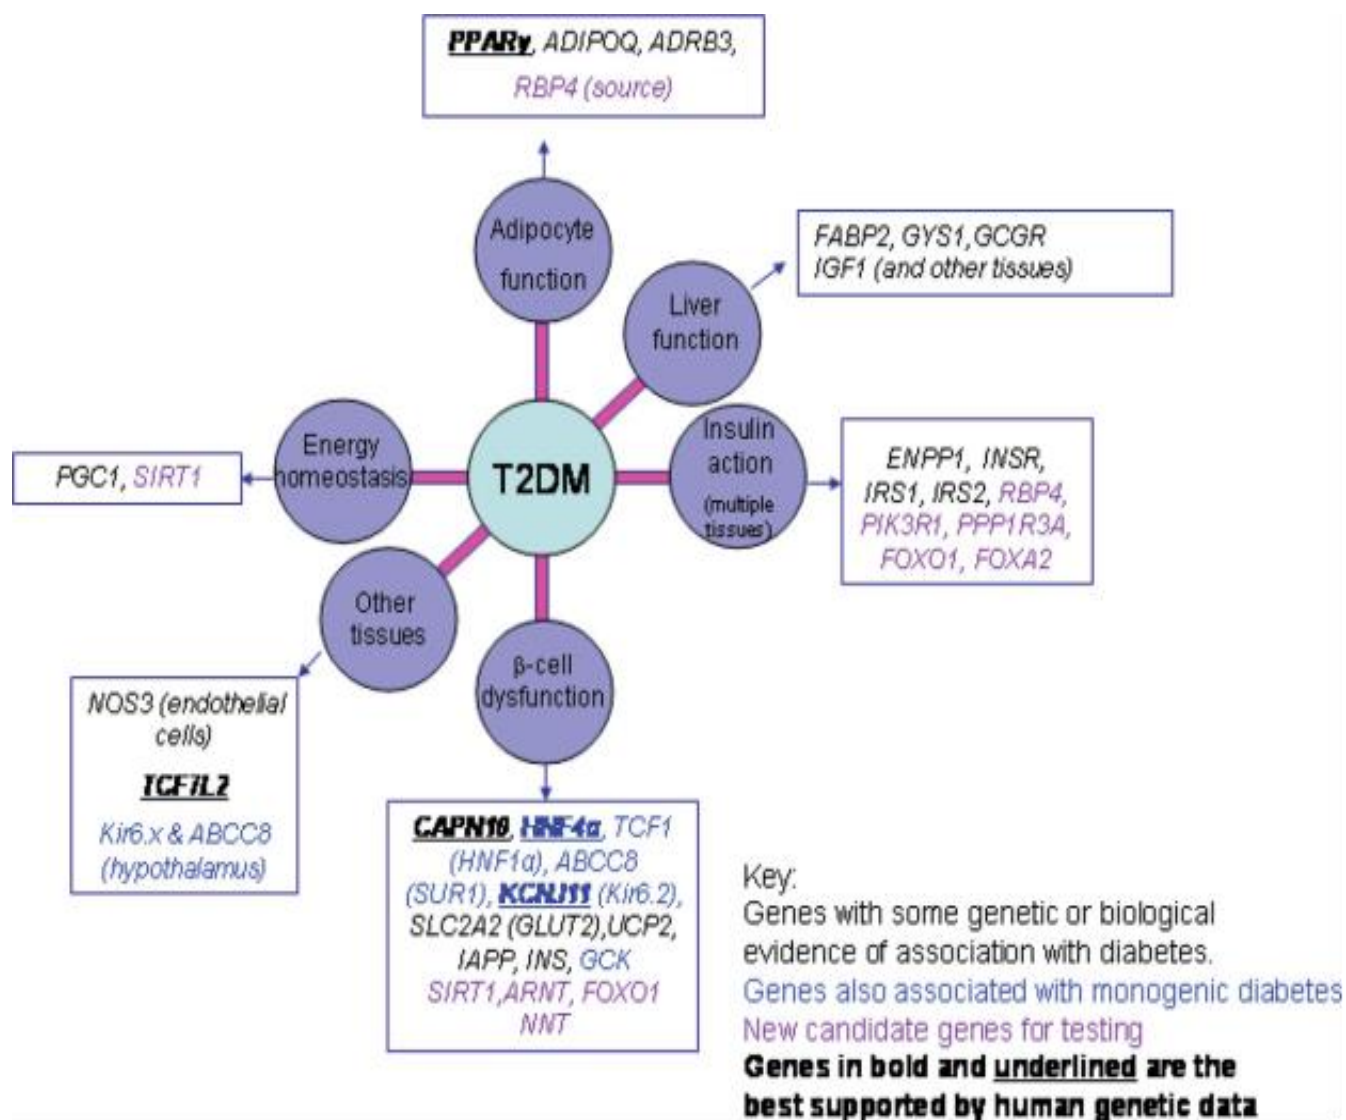 PPARγ, ADIPOQ, ADRB3,
RBP4 (source)
Adipocyte
function
FABP2, GYS1,GCGR
IGF1 (and other tissues)
Liver
function
Insulin
action
(multiple
tissues)
ENPP1, INSR,
IRS1, IRS2, RBP4,
PIK3R1, PPP1R3A,
FOXO1, FOXA2
Energy
homeostasis
PGC1, SIRT1
T2DM
Other
tissues
NOS3 (endothelial
cells)
TCF7L2
Kir6.x & ABCC8
(hypothalamus)
β-cell
dysfunction
CAPN10, HNF4α, TCF1
(HNF1α), ABCC8
(SUR1), KCNJ11 (Kir6.2),
SLC2A2 (GLUT2),UCP2,
IAPP, INS, GCK
SIRT1,ARNT, FOXO1
NNT
Key:
Genes with some genetic or biological
evidence of association with diabetes.
Genes also associated with monogenic diabetes
New candidate genes for testing
Genes in bold and underlined are the
best supported by human genetic data